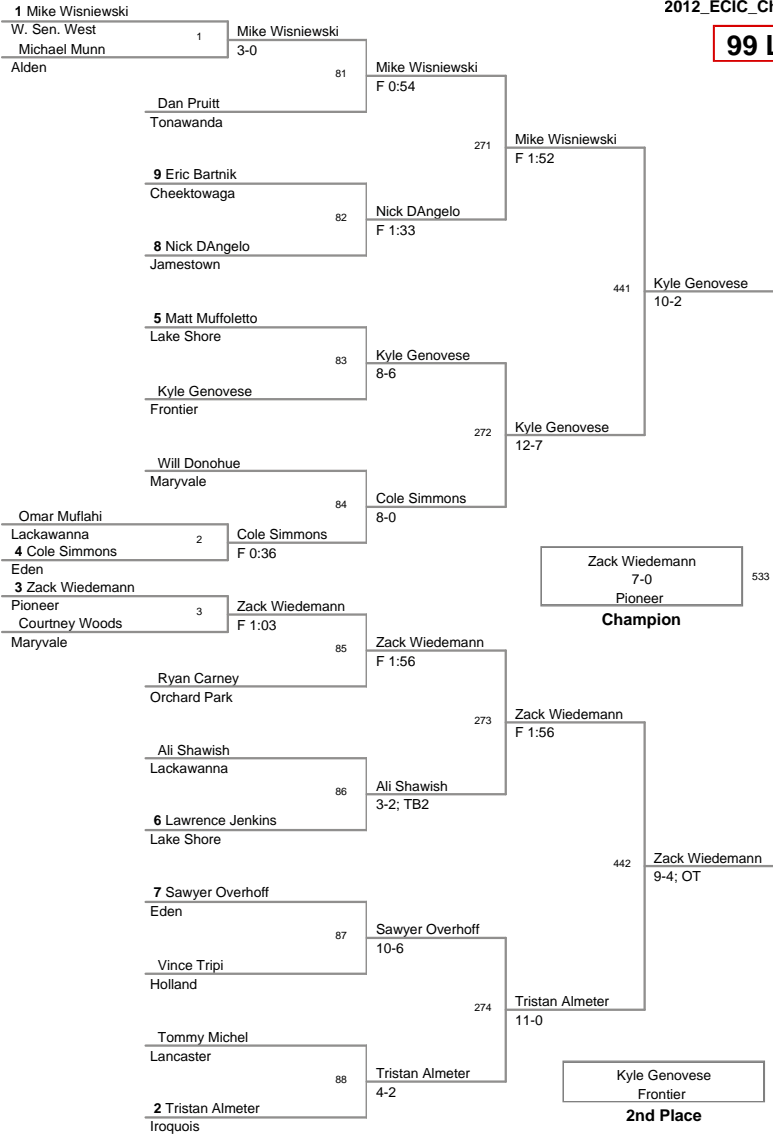 2012_ECIC_Ch
99 L
1 Mike Wisniewski
W. Sen. West
1
Michael Munn
Alden
Mike Wisniewski
3-0
81
Dan Pruitt
Tonawanda
Mike Wisniewski
F 0:54
271
9 Eric Bartnik
Cheektowaga
82
8 Nick DAngelo
Jamestown
Nick DAngelo
F 1:33
Mike Wisniewski
F 1:52
441
5 Matt Muffoletto
Lake Shore
83
Kyle Genovese
Frontier
Kyle Genovese
8-6
272
Will Donohue
Maryvale
84
Omar Muflahi
Lackawanna
2
4 Cole Simmons
Eden
Cole Simmons
F 0:36
Cole Simmons
8-0
Kyle Genovese
12-7
Kyle Genovese
10-2
Zack Wiedemann
7-0
Pioneer
533
Champion
3 Zack Wiedemann
Pioneer
3
Courtney Woods
Maryvale
Zack Wiedemann
F 1:03
85
Ryan Carney
Orchard Park
Zack Wiedemann
F 1:56
273
Ali Shawish
Lackawanna
86
6 Lawrence Jenkins
Lake Shore
Ali Shawish
3-2; TB2
Zack Wiedemann
F 1:56
442
7 Sawyer Overhoff
Eden
87
Vince Tripi
Holland
Sawyer Overhoff
10-6
274
Tommy Michel
Lancaster
88
2 Tristan Almeter
Iroquois
Tristan Almeter
4-2
Tristan Almeter
11-0
Zack Wiedemann
9-4; OT
Kyle Genovese
Frontier
2nd Place